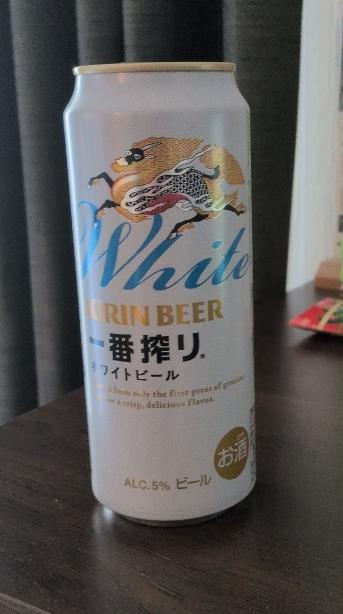 White
KIRIN BEER
一番搾り®
ホワイトビール
from only the first press of genuine
a crisp, delicious flavor.
お酒
ALC.5% ビール